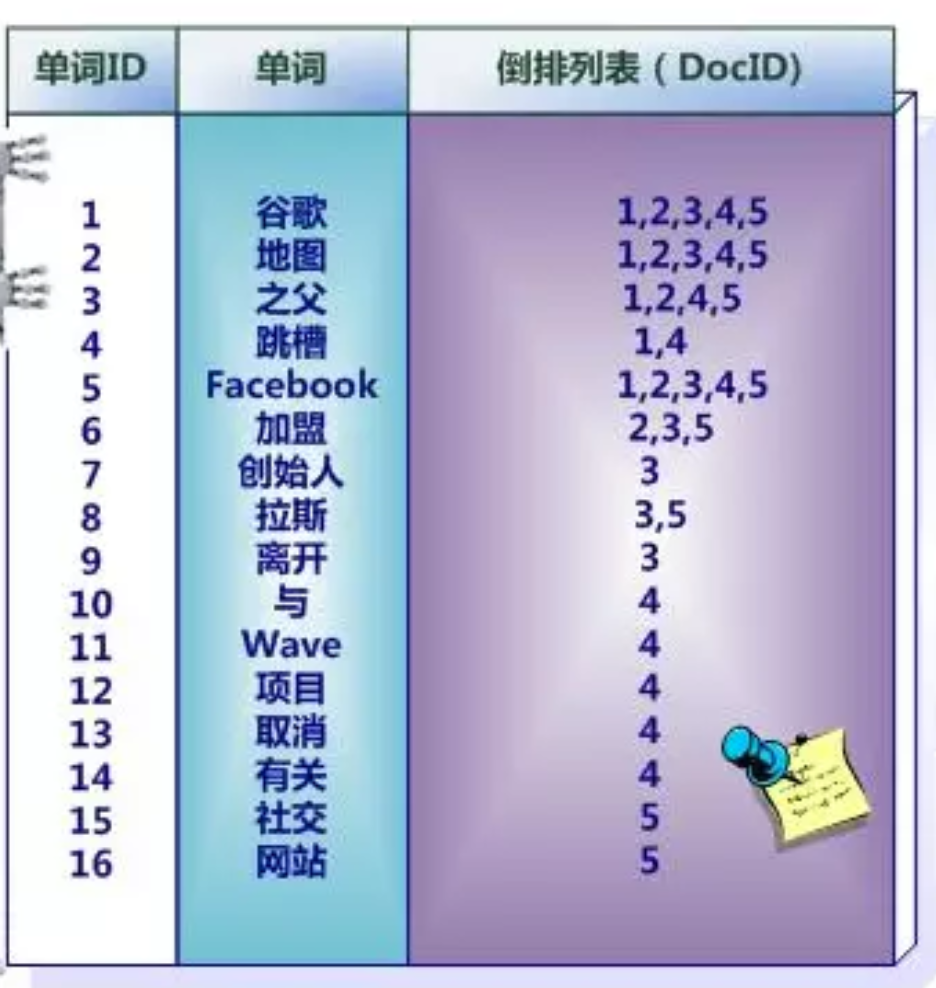 单词ID 单词 倒排列表（DocID)
1 谷歌 1,2,3,4,5
2 地图 1,2,3,4,5
3 之父 1,2,4,5
4 跳槽 1,4
5 Facebook 1,2,3,4,5
6 加盟 2,3,5
7 创始人 3
8 拉斯 3,5
9 离开 3
10 与 4
11 Wave 4
12 项目 4
13 取消 4
14 有关 4
15 社交 5
16 网站 5